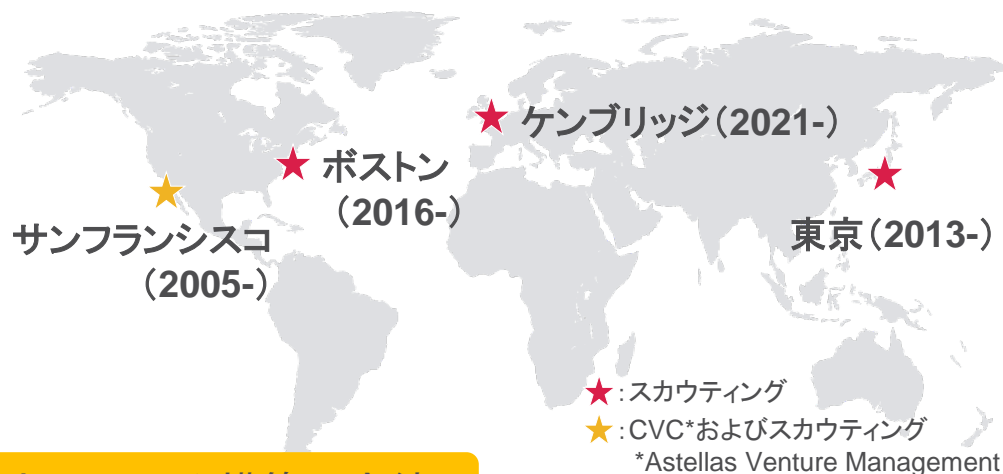 ケンブリッジ(2021-)
ボストン
(2016-)
サンフランシスコ
(2005-)
東京(2013-)
★:スカウティング
★:CVC*およびスカウティング
*Astellas Venture Management